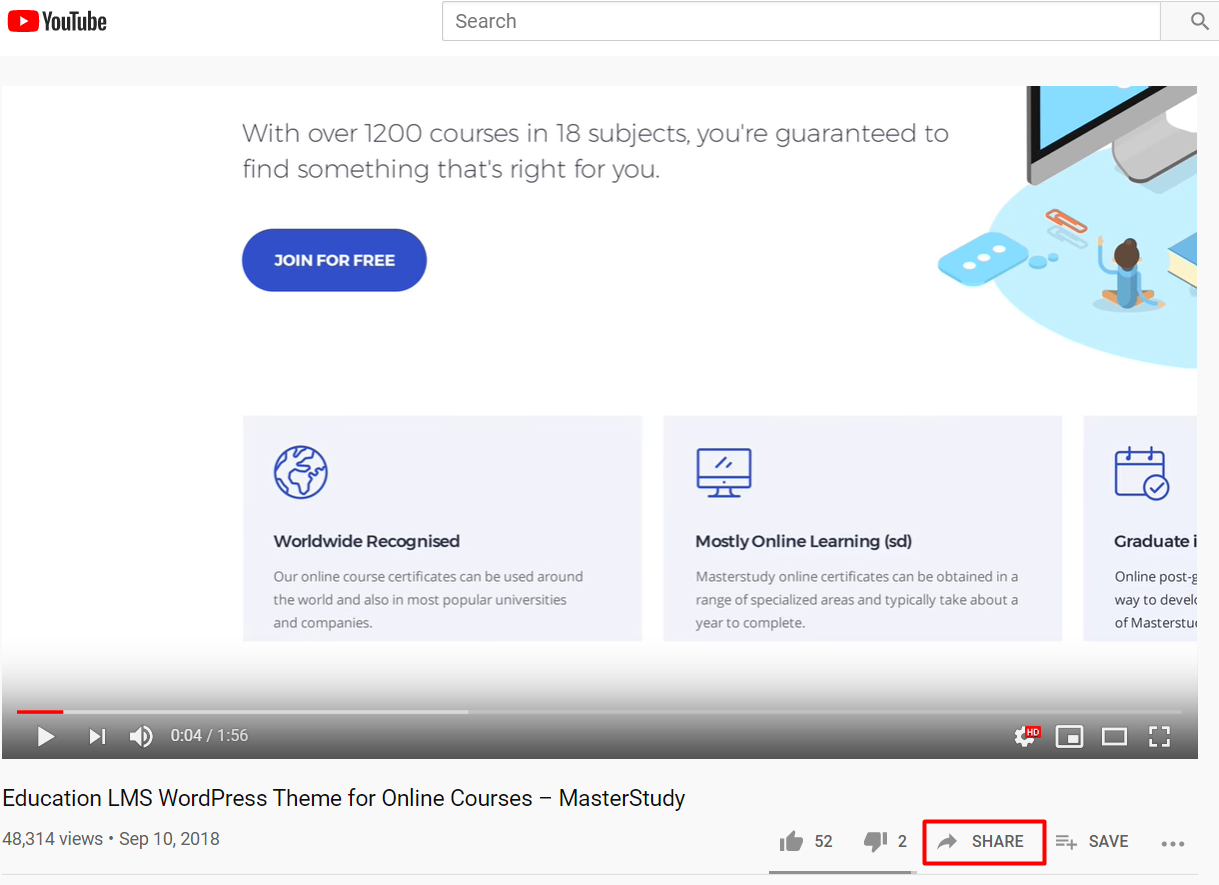 YouTube
Search
With over 1200 courses in 18 subjects, you're guaranteed to
find something that's right for you.
JOIN FOR FREE
Worldwide Recognised
Our online course certificates can be used around
the world and also in most popular universities
and companies.
Mostly Online Learning (sd)
Masterstudy online certificates can be obtained in a
range of specialized areas and typically take about a
year to complete.
Graduate i
Online post-g
way to develo
of Masterstu
0:04 / 1:56
HD
Education LMS WordPress Theme for Online Courses – MasterStudy
48,314 views • Sep 10, 2018
52
2
SHARE
SAVE